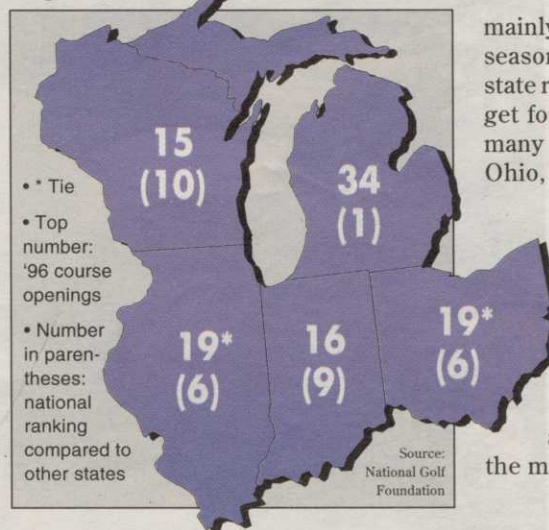 15
(10)
34
(1)
• * Tie
• Top
number:
'96 course
openings
• Number
in paren-
theses:
national
ranking
compared to
other states
19*
(6)
16
(9)
19*
(6)
Source:
National Golf
Foundation
mainly
season
state r
get fo
many
Ohio,
the m